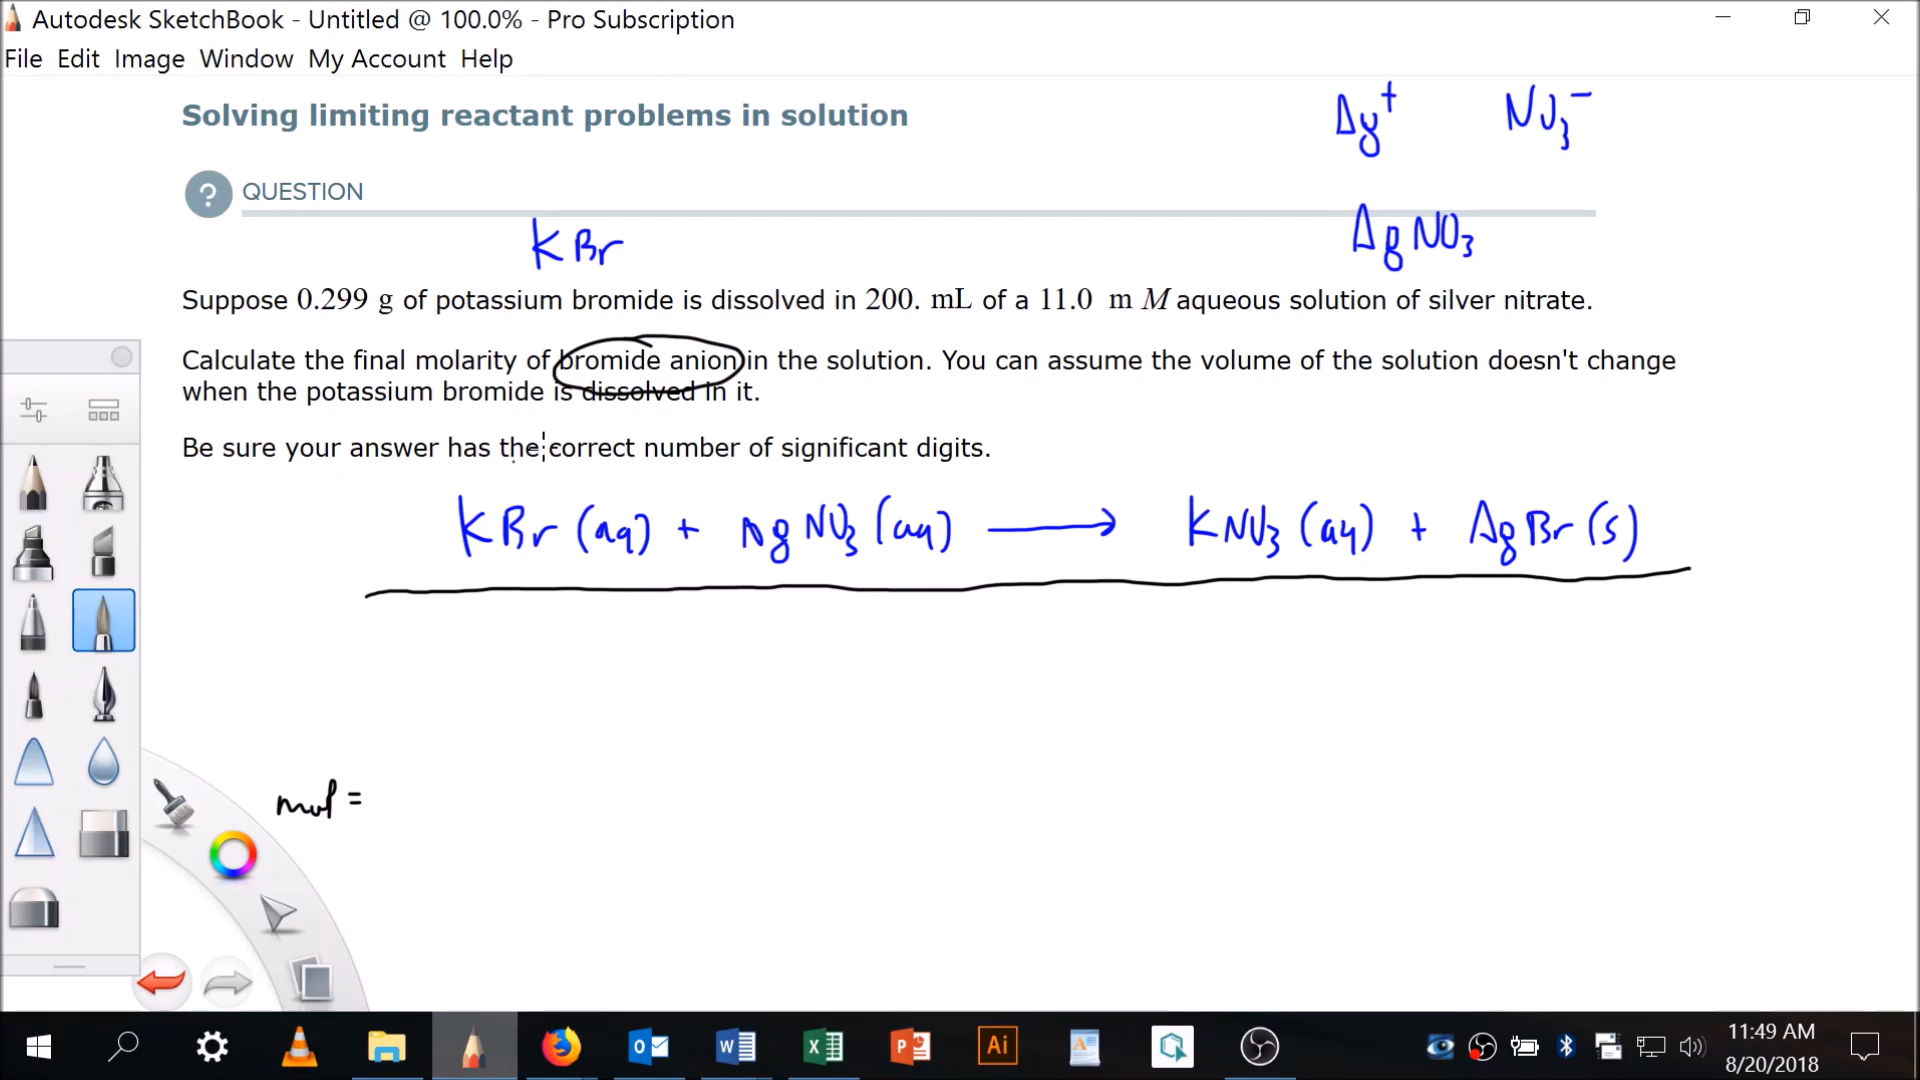 Autodesk SketchBook - Untitled @ 100.0% - Pro Subscription
File Edit Image Window My Account Help
Solving limiting reactant problems in solution
Ag⁺ NO₃⁻
QUESTION
KBr
AgNO₃
Suppose 0.299 g of potassium bromide is dissolved in 200. mL of a 11.0 m M aqueous solution of silver nitrate.
Calculate the final molarity of bromide anion in the solution. You can assume the volume of the solution doesn't change
when the potassium bromide is dissolved in it.
Be sure your answer has the correct number of significant digits.
KBr (aq) + AgNO₃ (aq) → KNO₃ (aq) + AgBr (s)
mol =
11:49 AM
8/20/2018